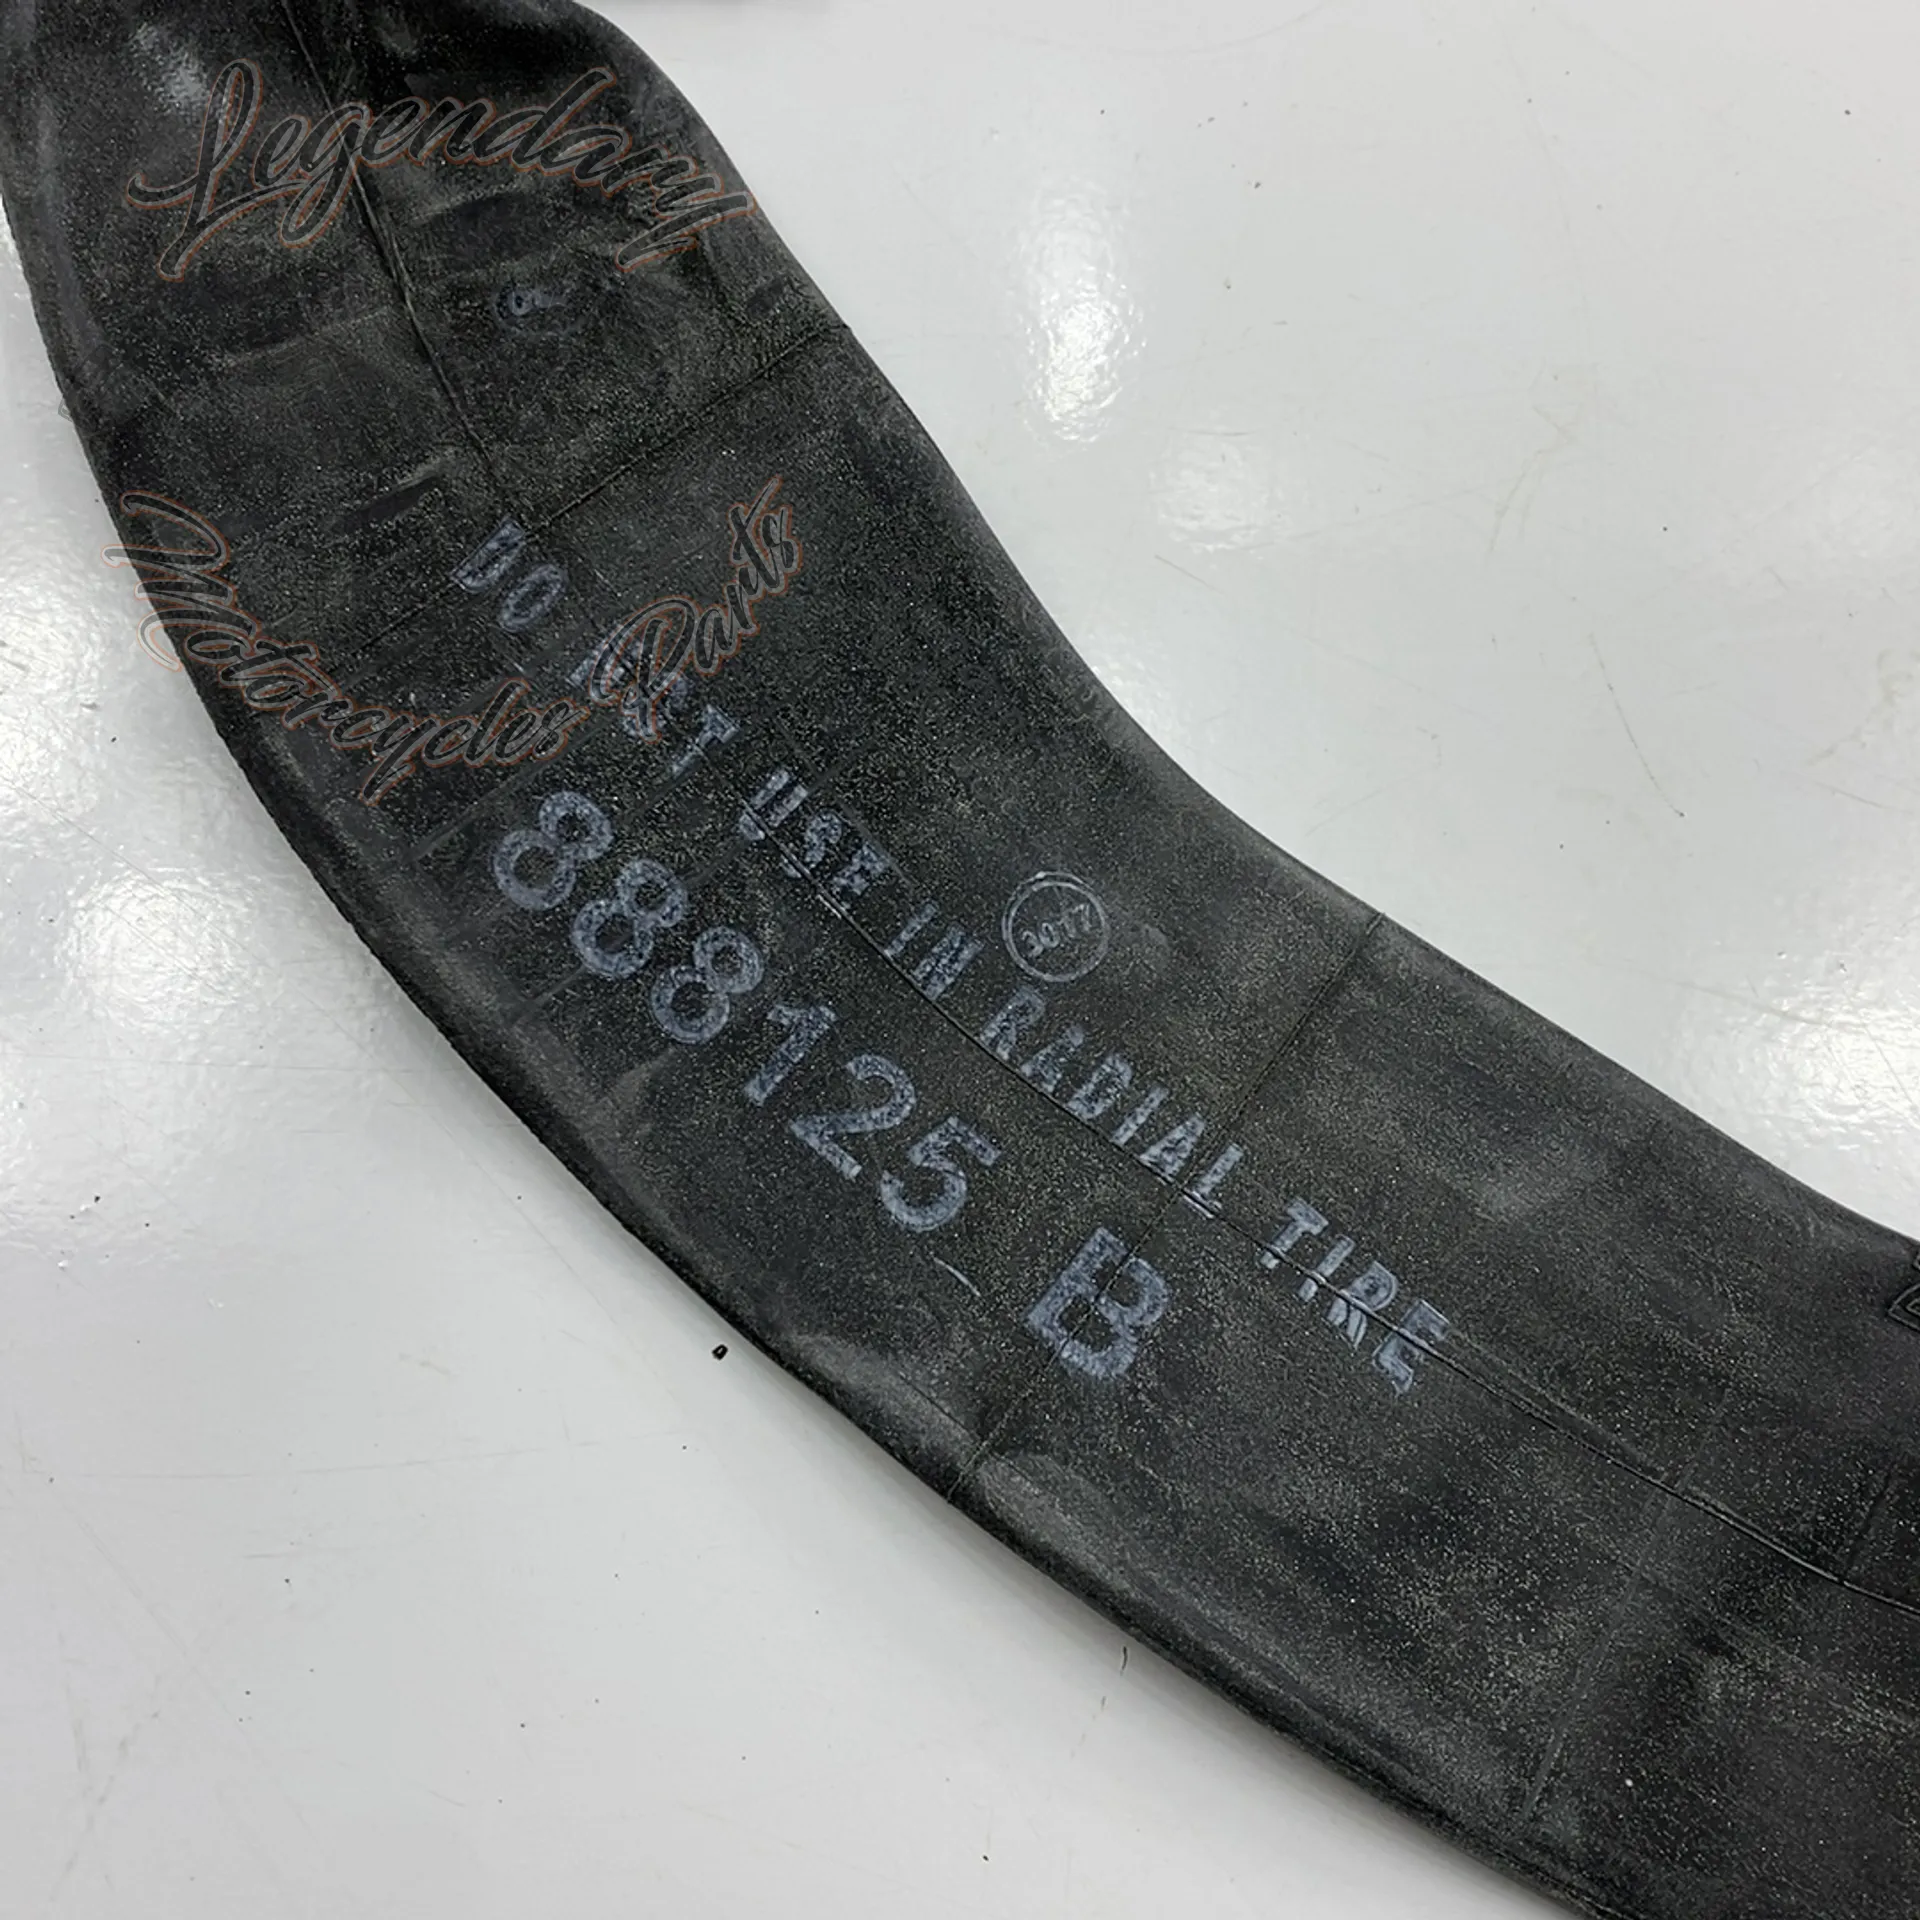 Legendary
Motorcycles Parts
DO NOT USE IN RADIAL TIRE
3017
888125 B